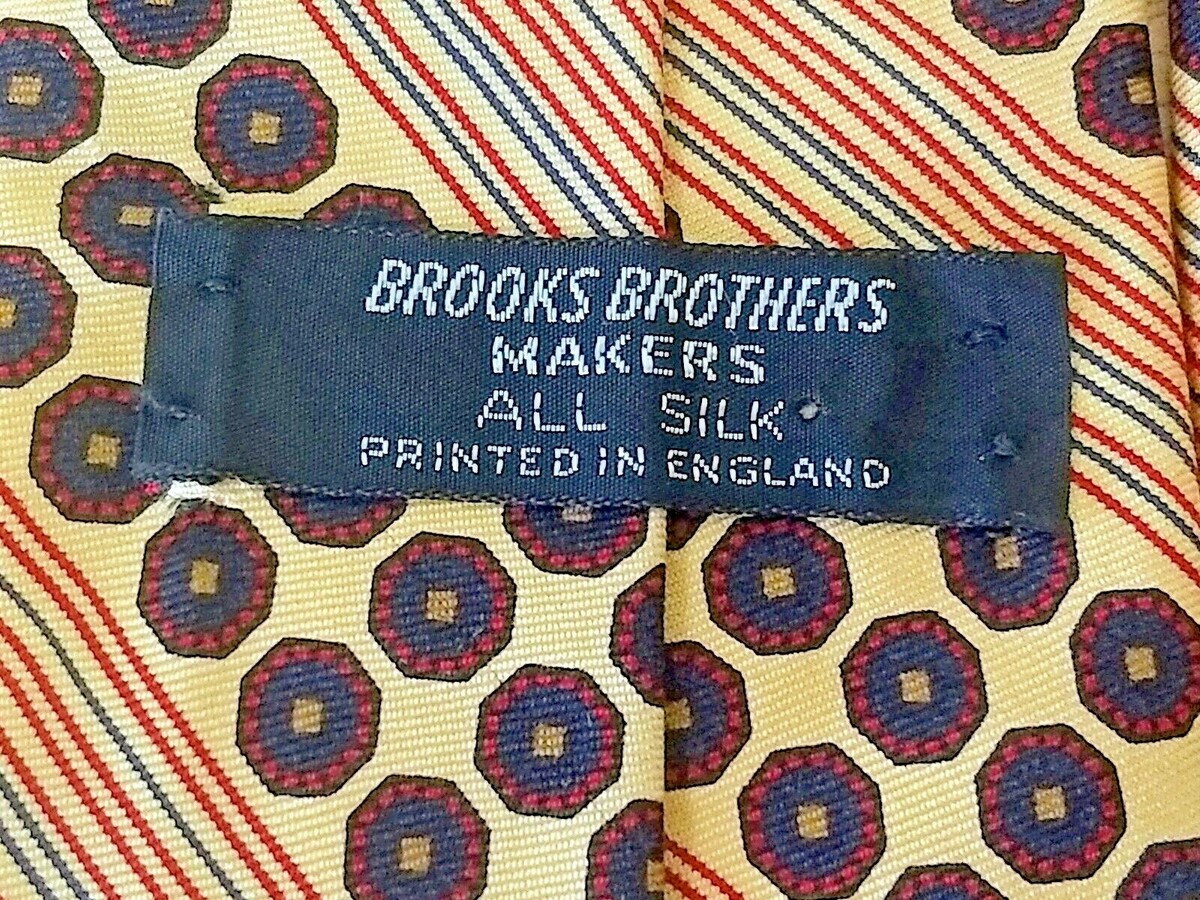 BROOKS BROTHERS
MAKERS
ALL SILK
PRINTED IN ENGLAND